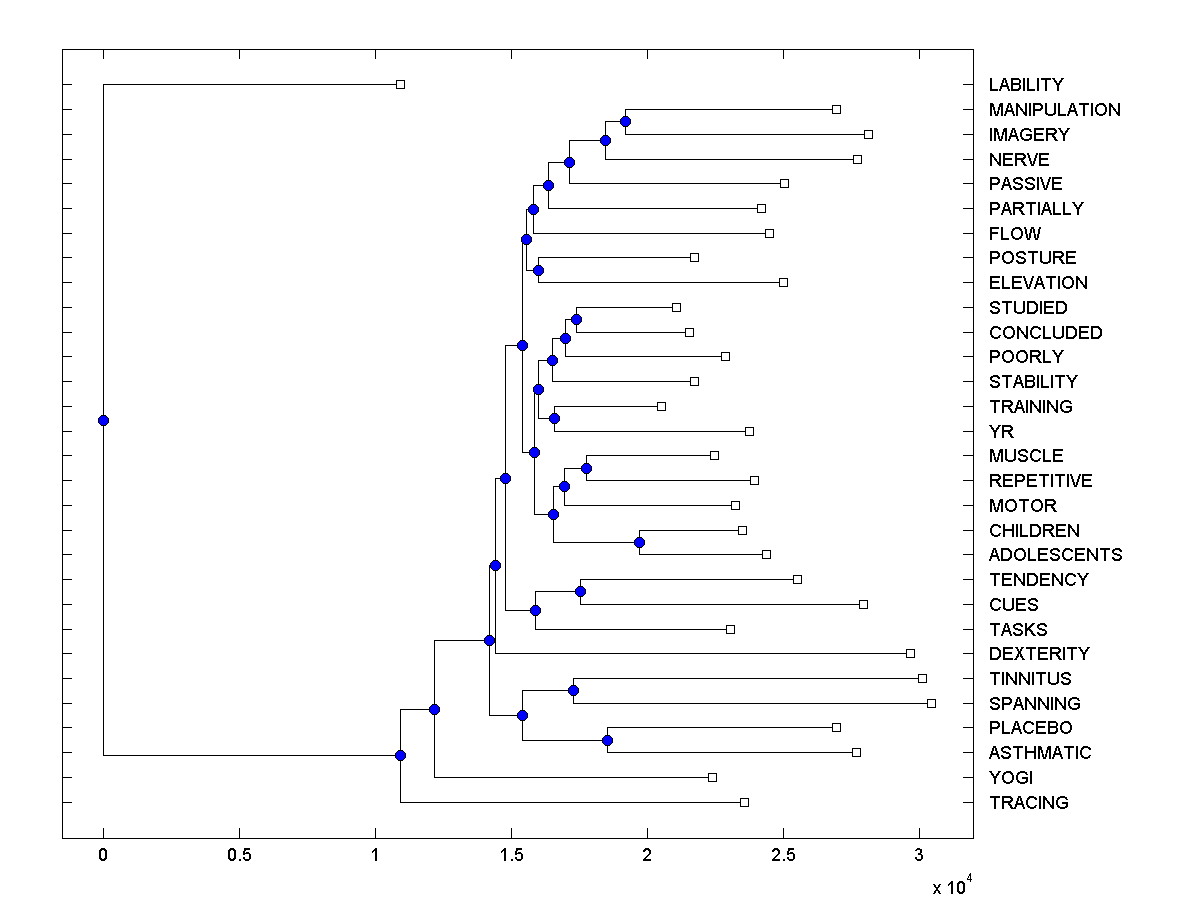 LABILITY
MANIPULATION
IMAGERY
NERVE
PASSIVE
PARTIALLY
FLOW
POSTURE
ELEVATION
STUDIED
CONCLUDED
POORLY
STABILITY
TRAINING
YR
MUSCLE
REPETITIVE
MOTOR
CHILDREN
ADOLESCENTS
TENDENCY
CUES
TASKS
DEXTERITY
TINNITUS
SPANNING
PLACEBO
ASTHMATIC
YOGI
TRACING
0 0.5 1 1.5 2 2.5 3
x 10^4